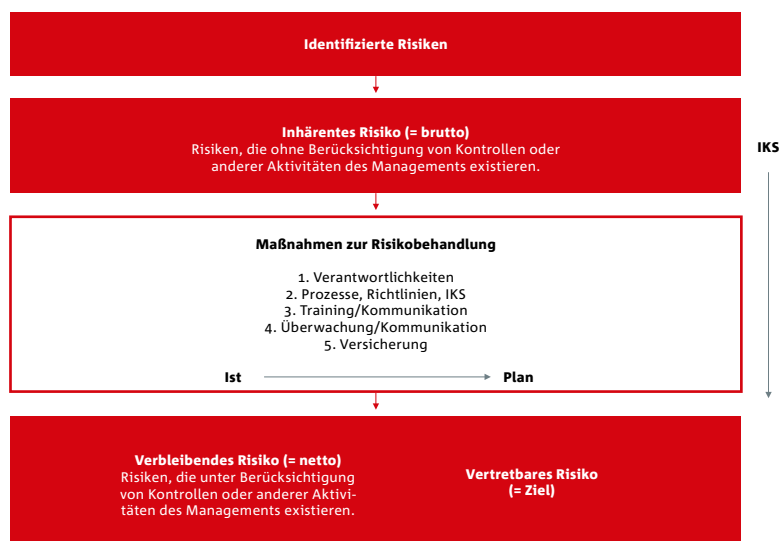 Identifizierte Risiken
Inhärentes Risiko (= brutto)
Risiken, die ohne Berücksichtigung von Kontrollen oder
anderer Aktivitäten des Managements existieren.
IKS
Maßnahmen zur Risikobehandlung
1. Verantwortlichkeiten
2. Prozesse, Richtlinien, IKS
3. Training/Kommunikation
4. Überwachung/Kommunikation
5. Versicherung
Ist
Plan
Verbleibendes Risiko (= netto)
Risiken, die unter Berücksichtigung
von Kontrollen oder anderer Aktivi-
täten des Managements existieren.
Vertretbares Risiko
(= Ziel)